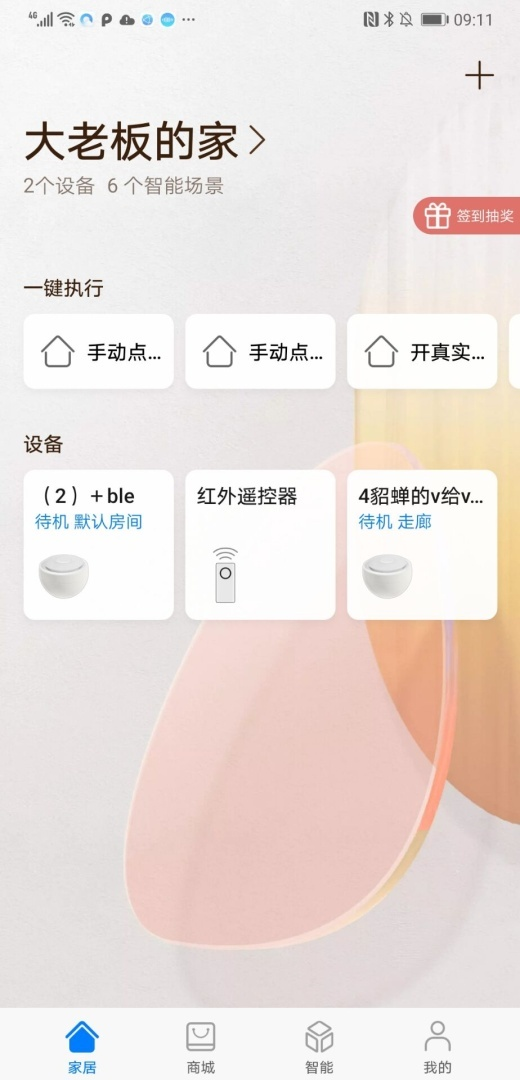 4G 09:11
大老板的家
2个设备 6 个智能场景
签到抽奖
一键执行
手动点...
手动点...
开真实...
设备
（2）+ble
待机 默认房间
红外遥控器
4貂蝉的v给v...
待机 走廊
家居
商城
智能
我的